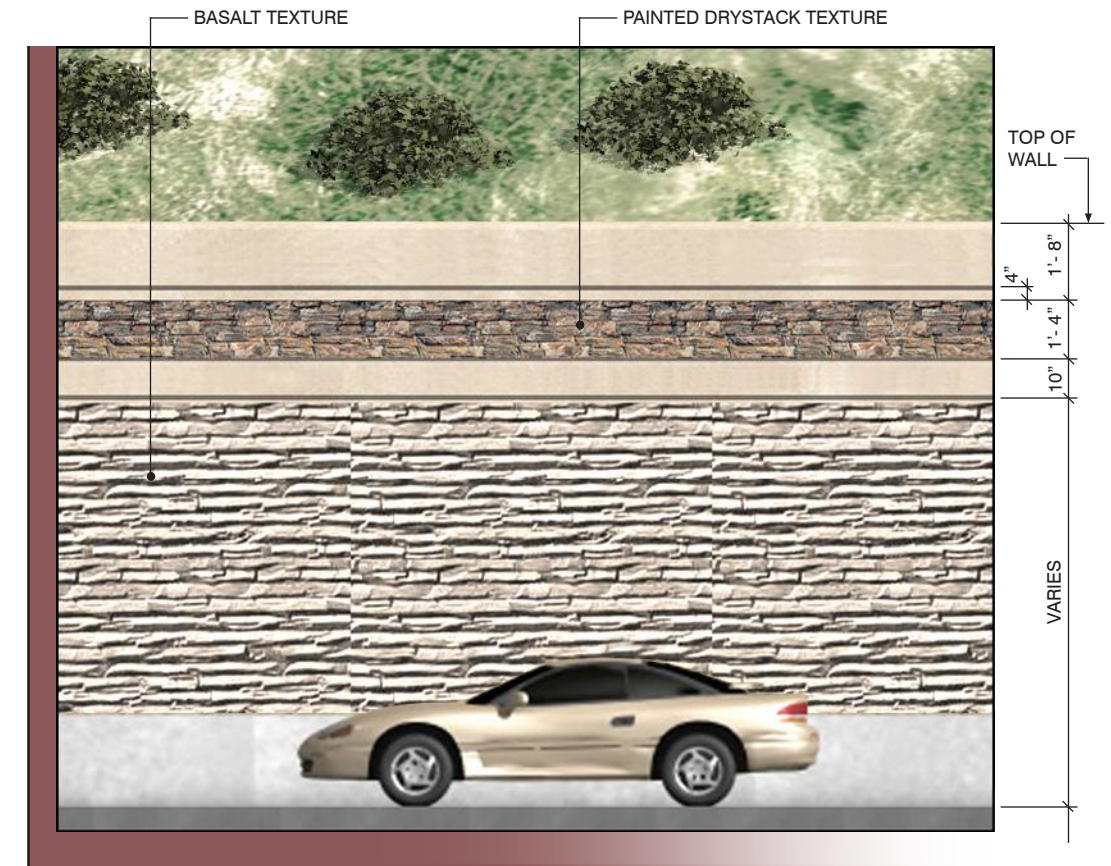 BASALT TEXTURE
PAINTED DRYSTACK TEXTURE
TOP OF
WALL
1’- 8”
4”
1’- 4”
10”
VARIES